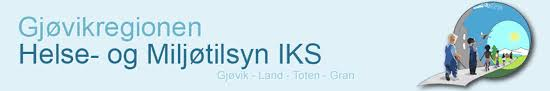 Gjøvikregionen
Helse- og Miljøtilsyn IKS
Gjøvik - Land - Toten - Gran